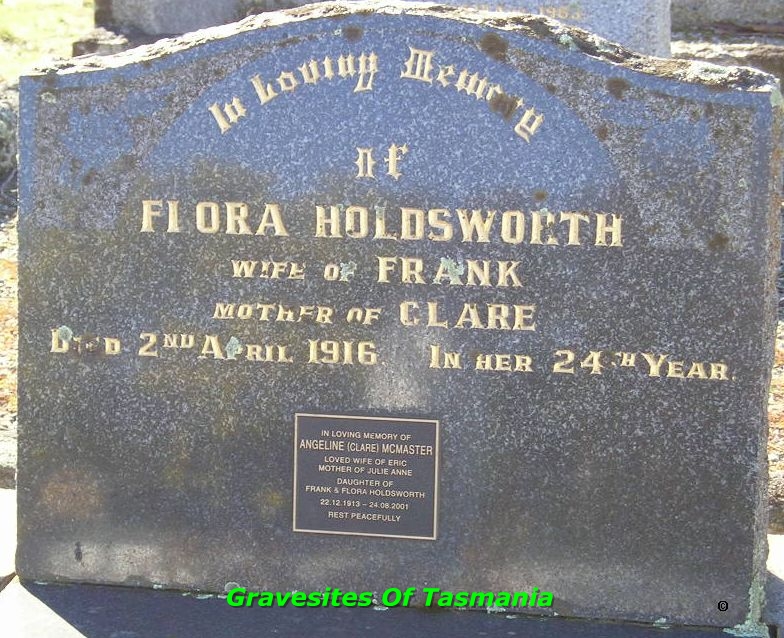 In Loving Memory
of
FLORA HOLDSWORTH
WIFE OF FRANK
MOTHER OF CLARE
DIED 2ND APRIL 1916 IN HER 24TH YEAR.
IN LOVING MEMORY OF
ANGELINE (CLARE) MCMASTER
LOVED WIFE OF ERIC
MOTHER OF JULIE ANNE
DAUGHTER OF
FRANK & FLORA HOLDSWORTH
22.12.1913 – 24.08.2001
REST PEACEFULLY
Gravesites Of Tasmania
©